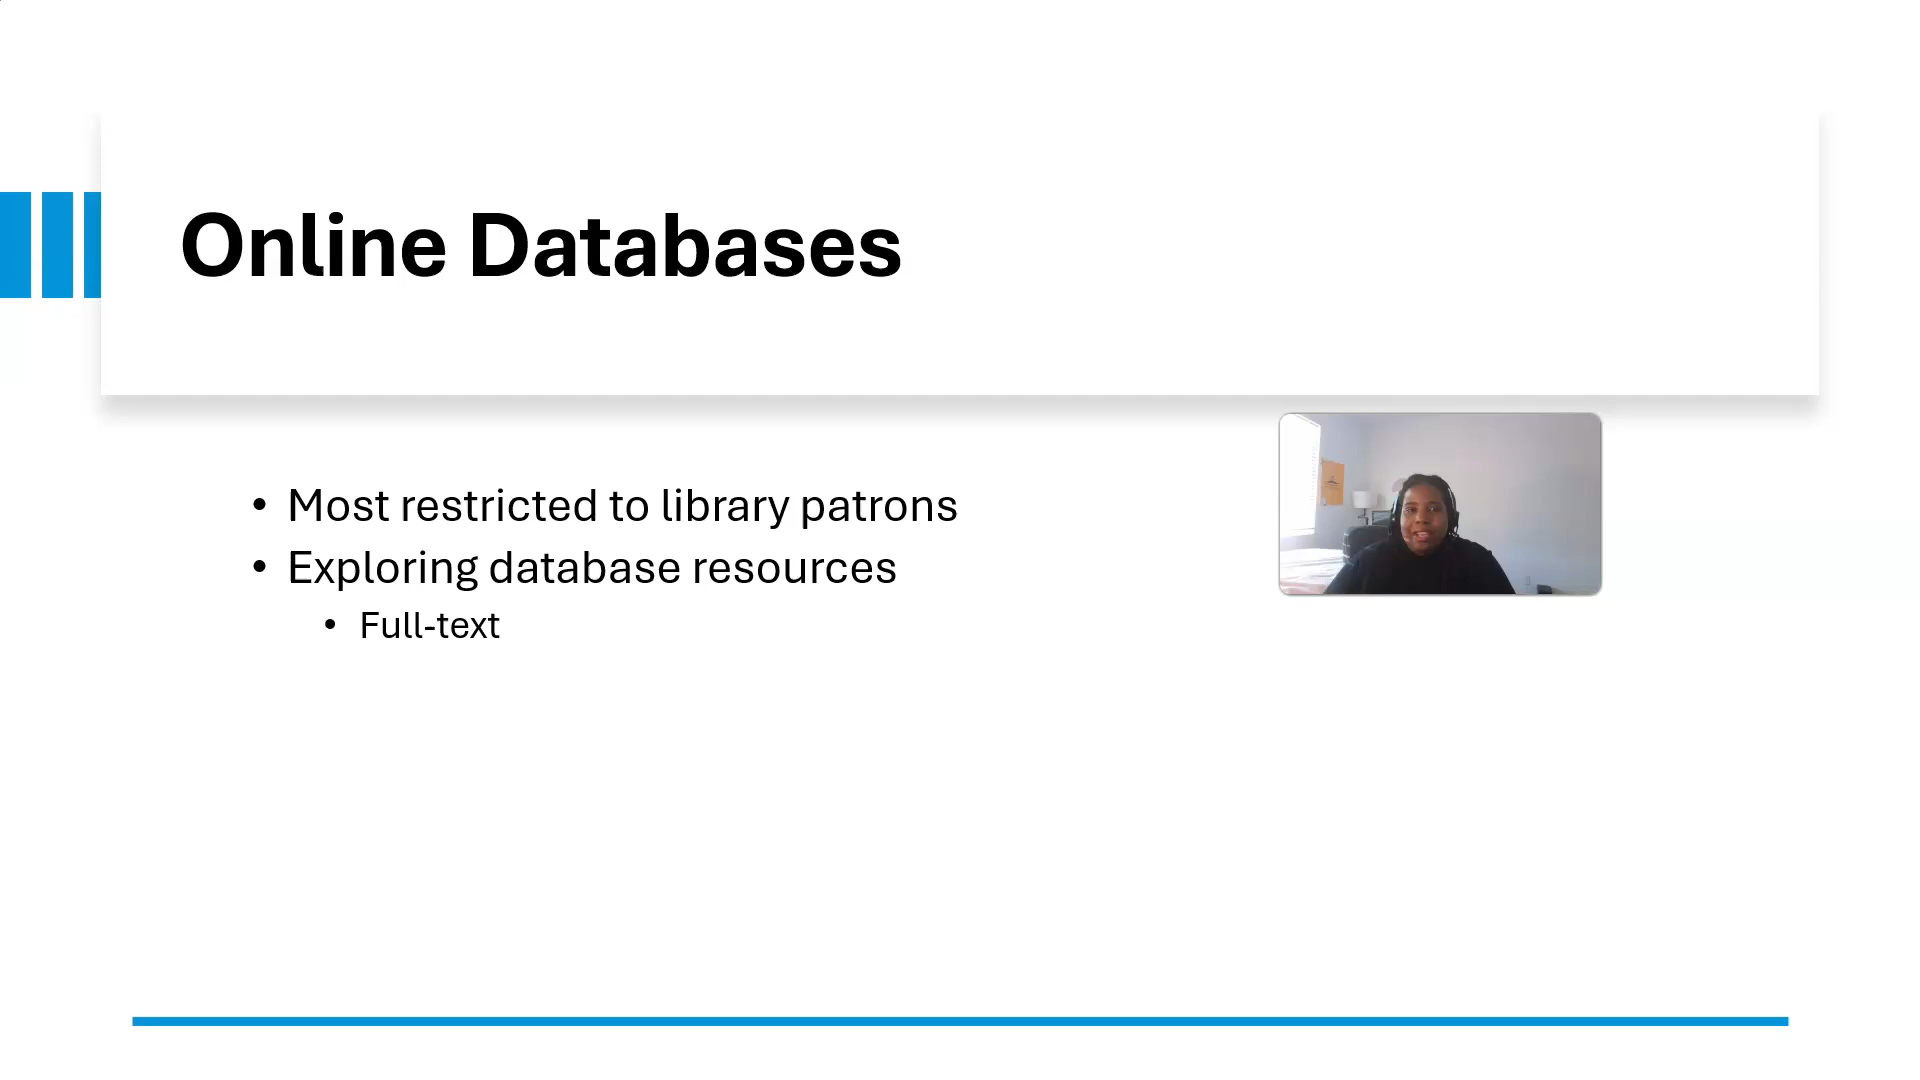 Online Databases
• Most restricted to library patrons
• Exploring database resources
• Full-text